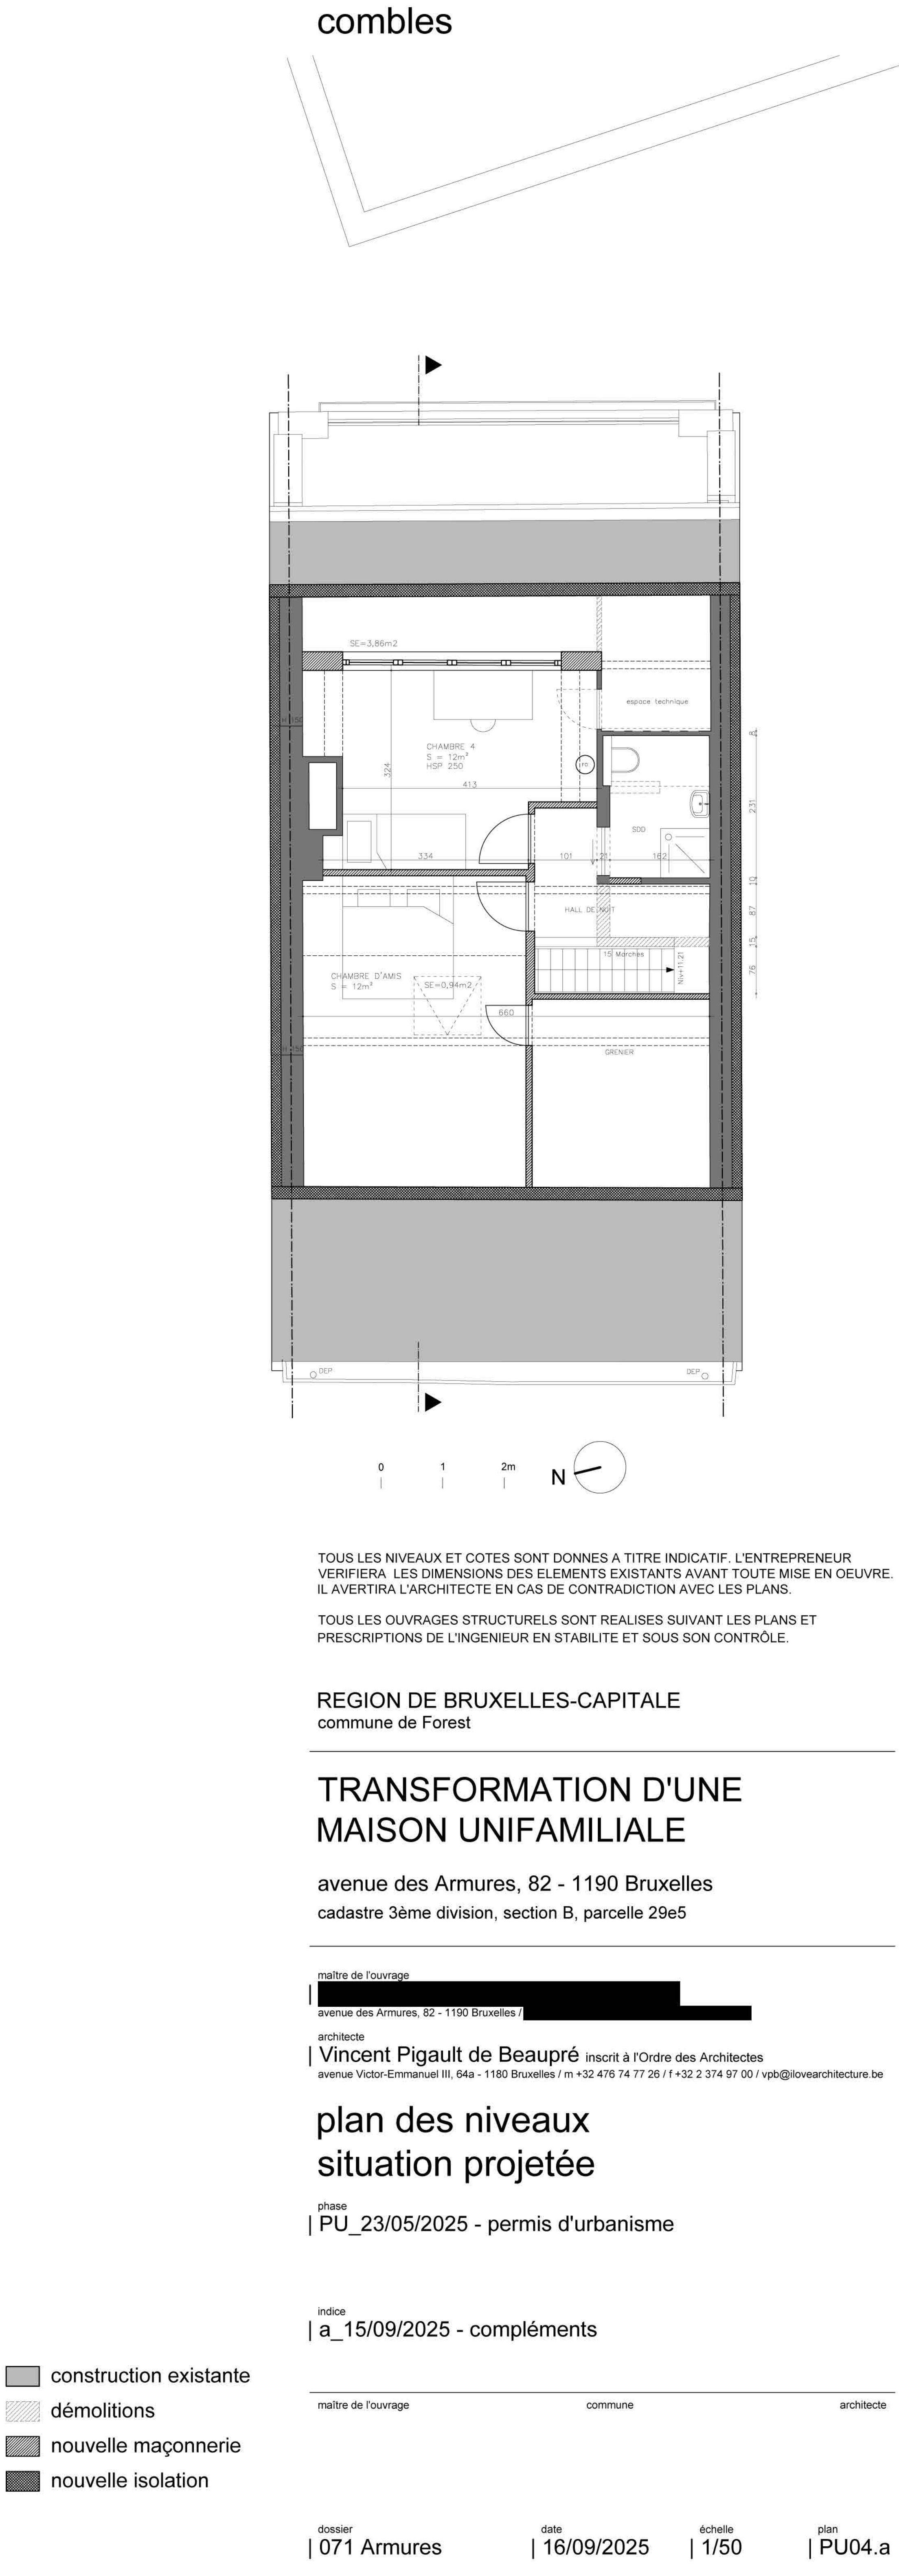 combles
SE=3,86m2
espace technique
H 150
CHAMBRE 4
S = 12m²
HSP 250
FD
324
413
8
231
SDD
334
101
21
162
10
HALL DE NUIT
87
15
15 Marches
Niv+11,21
76
CHAMBRE D'AMIS
S = 12m²
SE=0,94m2
660
H 150
GRENIER
DEP
DEP
0 1 2m
N
TOUS LES NIVEAUX ET COTES SONT DONNES A TITRE INDICATIF. L'ENTREPRENEUR
VERIFIERA LES DIMENSIONS DES ELEMENTS EXISTANTS AVANT TOUTE MISE EN OEUVRE.
IL AVERTIRA L'ARCHITECTE EN CAS DE CONTRADICTION AVEC LES PLANS.
TOUS LES OUVRAGES STRUCTURELS SONT REALISES SUIVANT LES PLANS ET
PRESCRIPTIONS DE L'INGENIEUR EN STABILITE ET SOUS SON CONTRÔLE.
REGION DE BRUXELLES-CAPITALE
commune de Forest
TRANSFORMATION D'UNE
MAISON UNIFAMILIALE
avenue des Armures, 82 - 1190 Bruxelles
cadastre 3ème division, section B, parcelle 29e5
maître de l'ouvrage
avenue des Armures, 82 - 1190 Bruxelles /
architecte
| Vincent Pigault de Beaupré inscrit à l'Ordre des Architectes
avenue Victor-Emmanuel III, 64a - 1180 Bruxelles / m +32 476 74 77 26 / f +32 2 374 97 00 / vpb@ilovearchitecture.be
plan des niveaux
situation projetée
phase
| PU_23/05/2025 - permis d'urbanisme
indice
| a_15/09/2025 - compléments
construction existante
démolitions
nouvelle maçonnerie
nouvelle isolation
maître de l'ouvrage commune architecte
dossier date échelle plan
| 071 Armures | 16/09/2025 | 1/50 | PU04.a